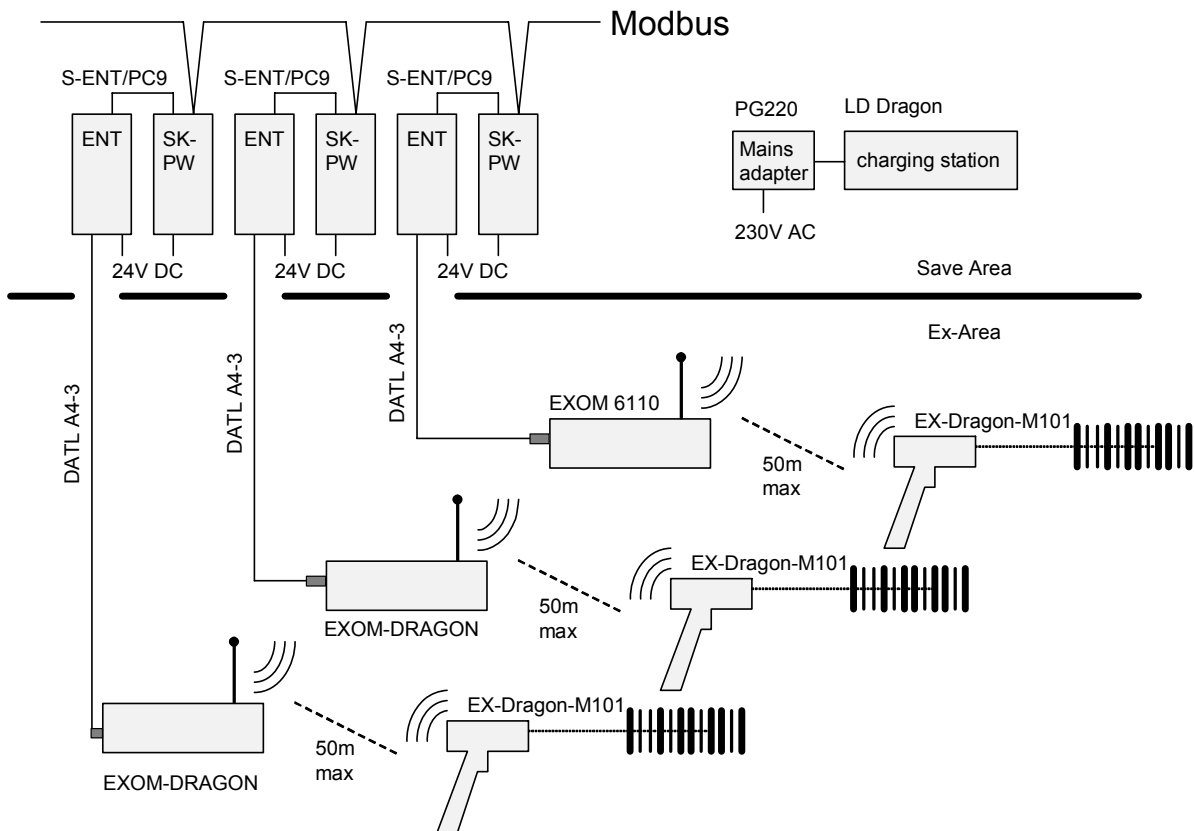 Modbus
S-ENT/PC9
S-ENT/PC9
S-ENT/PC9
ENT
SK-
PW
ENT
SK-
PW
ENT
SK-
PW
PG220
LD Dragon
Mains
adapter
charging station
230V AC
24V DC
24V DC
24V DC
Save Area
Ex-Area
DATL A4-3
DATL A4-3
DATL A4-3
EXOM 6110
EX-Dragon-M101
50m
max
EX-Dragon-M101
50m
max
EXOM-DRAGON
EX-Dragon-M101
50m
max
EXOM-DRAGON